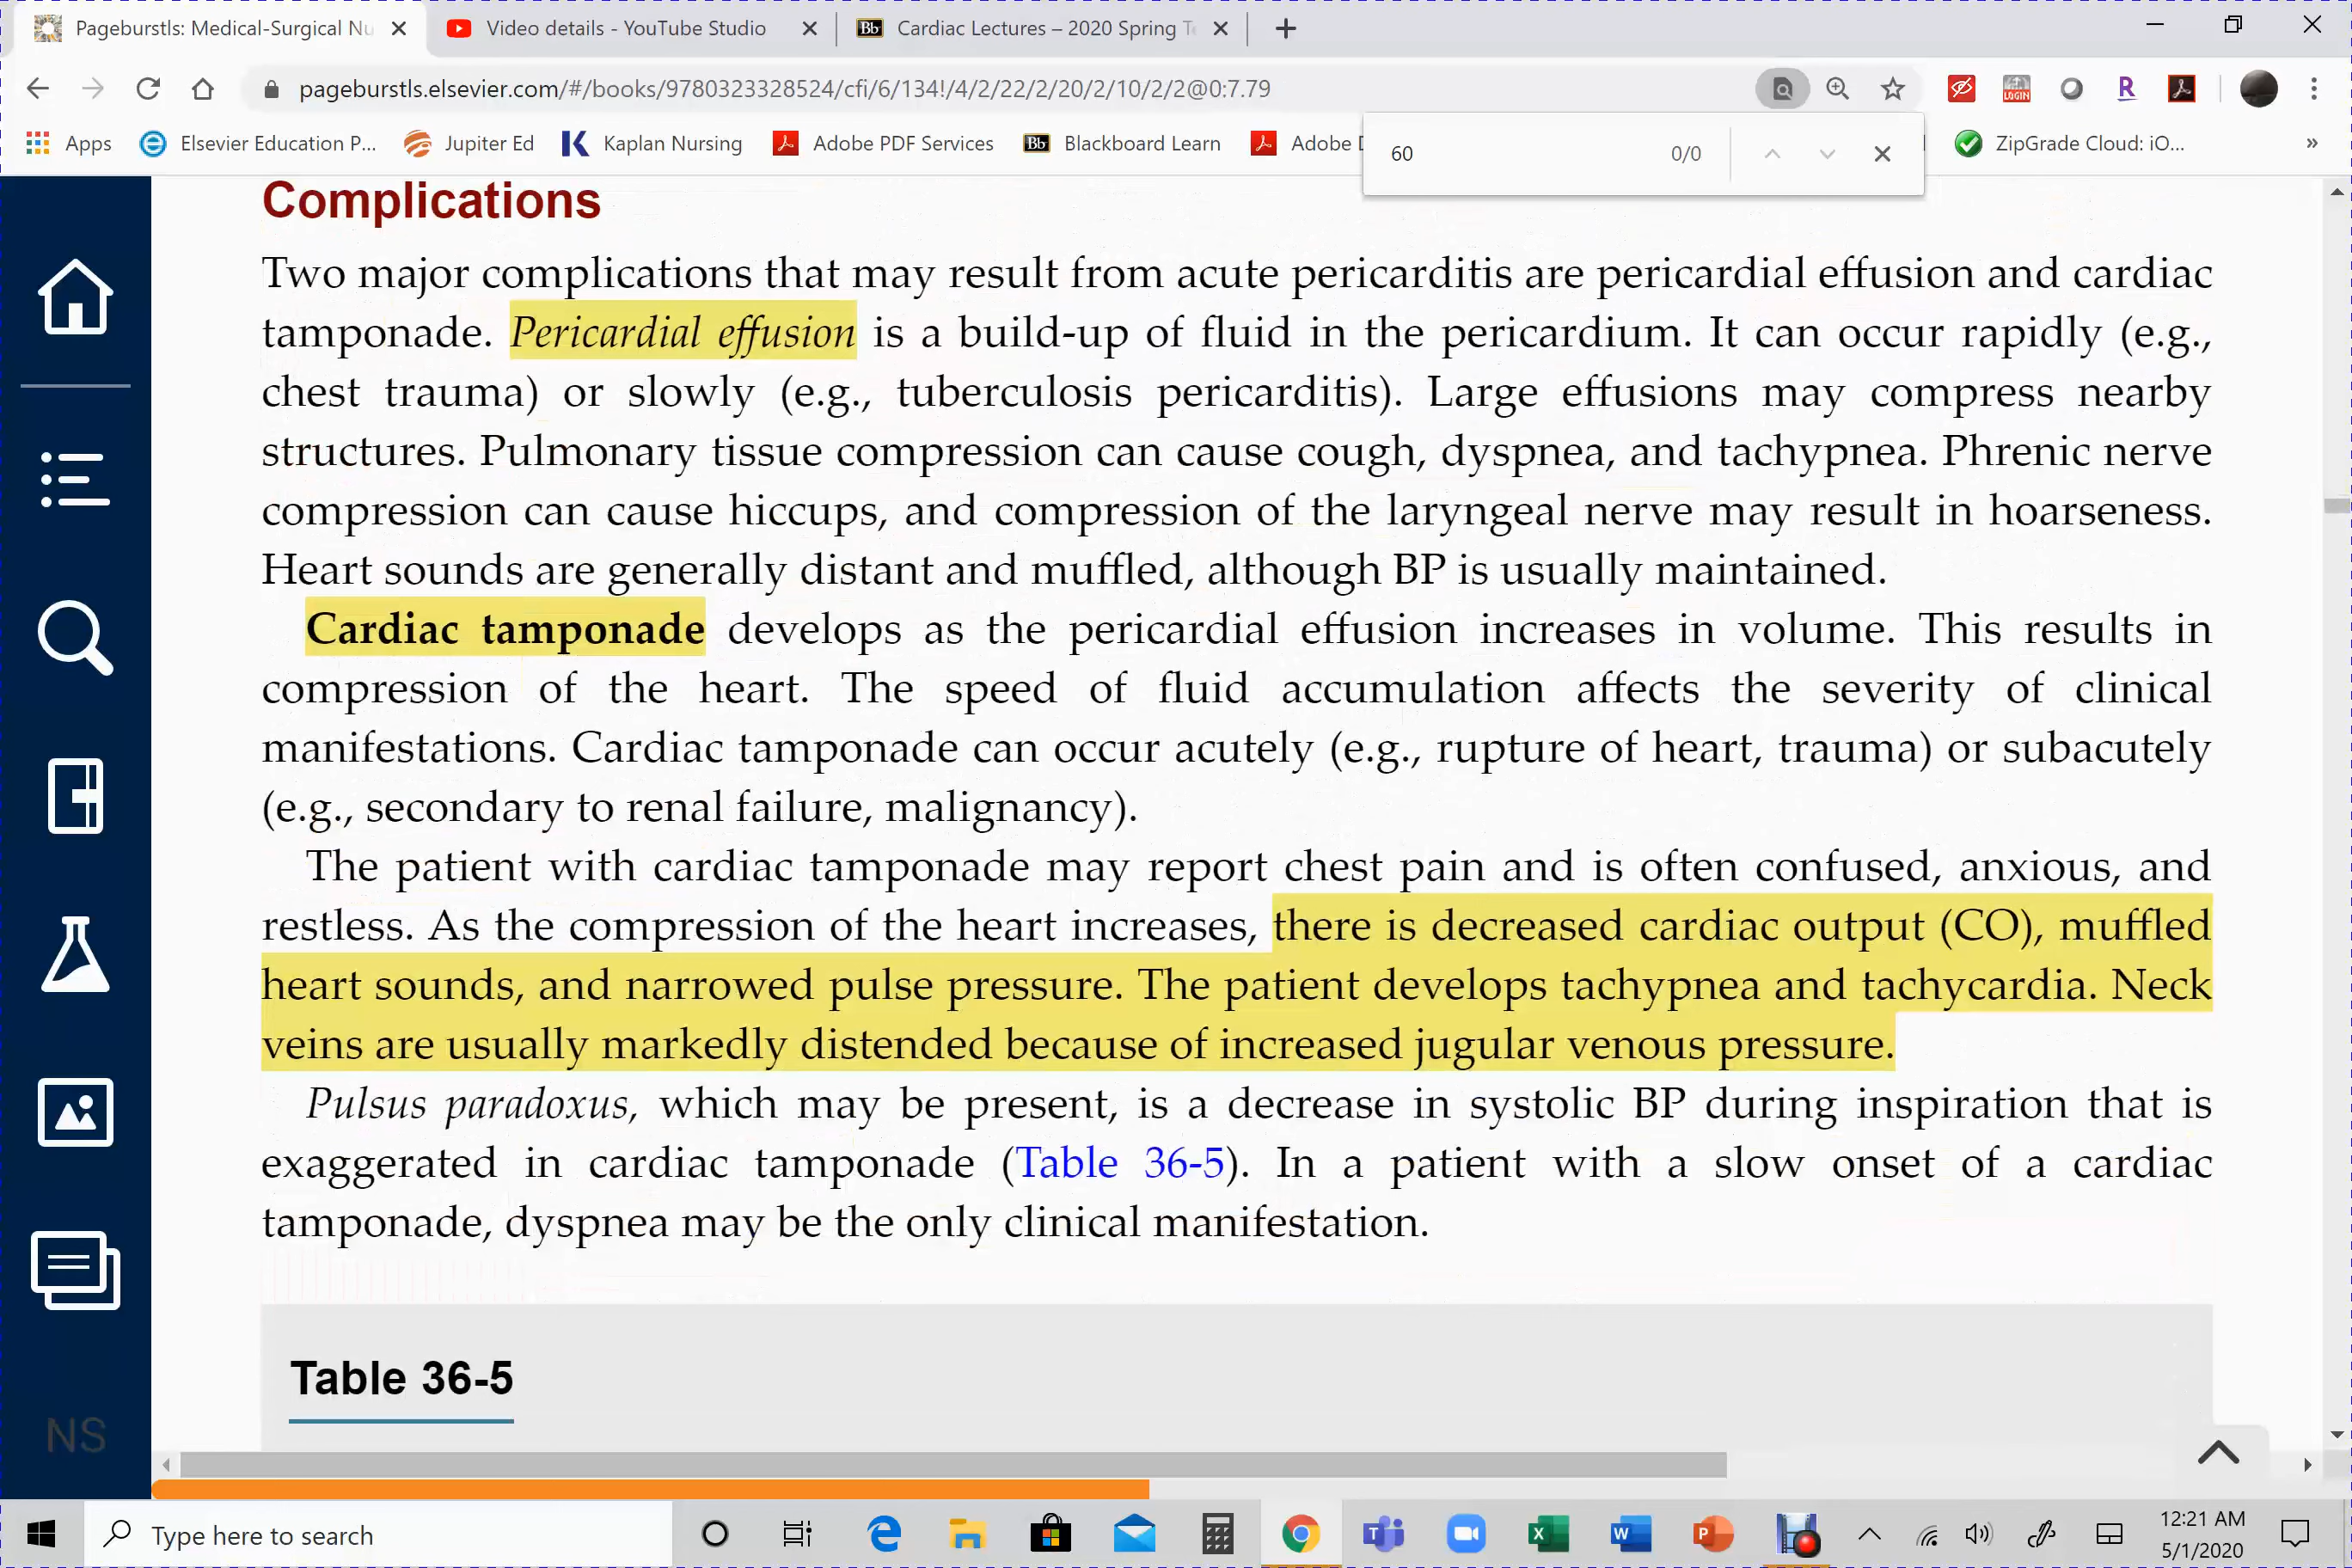 Pageburstls: Medical-Surgical Nu
Video details - YouTube Studio
Bb
Cardiac Lectures – 2020 Spring Te
pageburstls.elsevier.com/#/books/9780323328524/cfi/6/134!/4/2/22/2/20/2/10/2/2@0:7.79
LOGIN
R
Apps
Elsevier Education P...
Jupiter Ed
Kaplan Nursing
Adobe PDF Services
Bb
Blackboard Learn
Adobe D
60
0/0
ZipGrade Cloud: iO...
»
Complications
Two major complications that may result from acute pericarditis are pericardial effusion and cardiac
tamponade. Pericardial effusion is a build-up of fluid in the pericardium. It can occur rapidly (e.g.,
chest trauma) or slowly (e.g., tuberculosis pericarditis). Large effusions may compress nearby
structures. Pulmonary tissue compression can cause cough, dyspnea, and tachypnea. Phrenic nerve
compression can cause hiccups, and compression of the laryngeal nerve may result in hoarseness.
Heart sounds are generally distant and muffled, although BP is usually maintained.
Cardiac tamponade develops as the pericardial effusion increases in volume. This results in
compression of the heart. The speed of fluid accumulation affects the severity of clinical
manifestations. Cardiac tamponade can occur acutely (e.g., rupture of heart, trauma) or subacutely
(e.g., secondary to renal failure, malignancy).
The patient with cardiac tamponade may report chest pain and is often confused, anxious, and
restless. As the compression of the heart increases, there is decreased cardiac output (CO), muffled
heart sounds, and narrowed pulse pressure. The patient develops tachypnea and tachycardia. Neck
veins are usually markedly distended because of increased jugular venous pressure.
Pulsus paradoxus, which may be present, is a decrease in systolic BP during inspiration that is
exaggerated in cardiac tamponade (Table 36-5). In a patient with a slow onset of a cardiac
tamponade, dyspnea may be the only clinical manifestation.
Table 36-5
NS
Type here to search
12:21 AM
5/1/2020